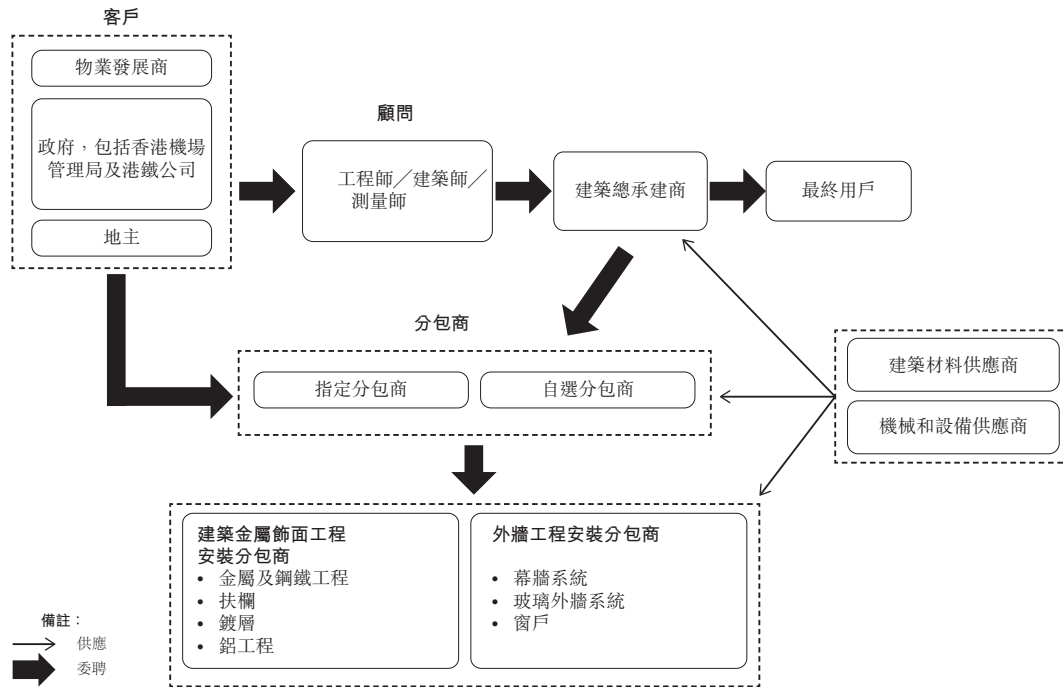 客戶
物業發展商
政府，包括香港機場
管理局及港鐵公司
地主
顧問
工程師／建築師／
測量師
建築總承建商
最終用戶
分包商
指定分包商
自選分包商
建築材料供應商
機械和設備供應商
建築金屬飾面工程
安裝分包商
• 金屬及鋼鐵工程
• 扶欄
• 鍍層
• 鋁工程
外牆工程安裝分包商
• 幕牆系統
• 玻璃外牆系統
• 窗戶
備註：
供應
委聘